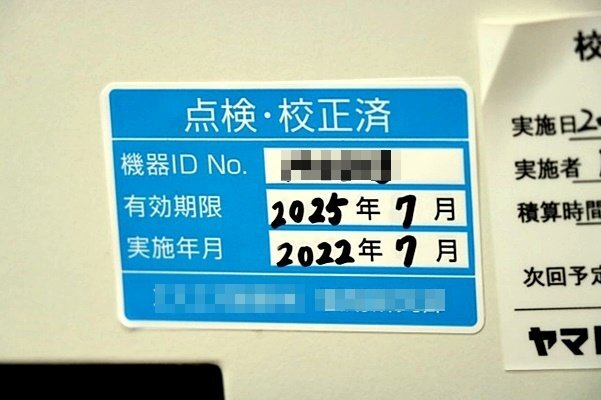 点検・校正済
機器ID No.
有効期限 2025年 7月
実施年月 2022年 7月
校
実施日 2
実施者
積算時間
次回予定
ヤマト